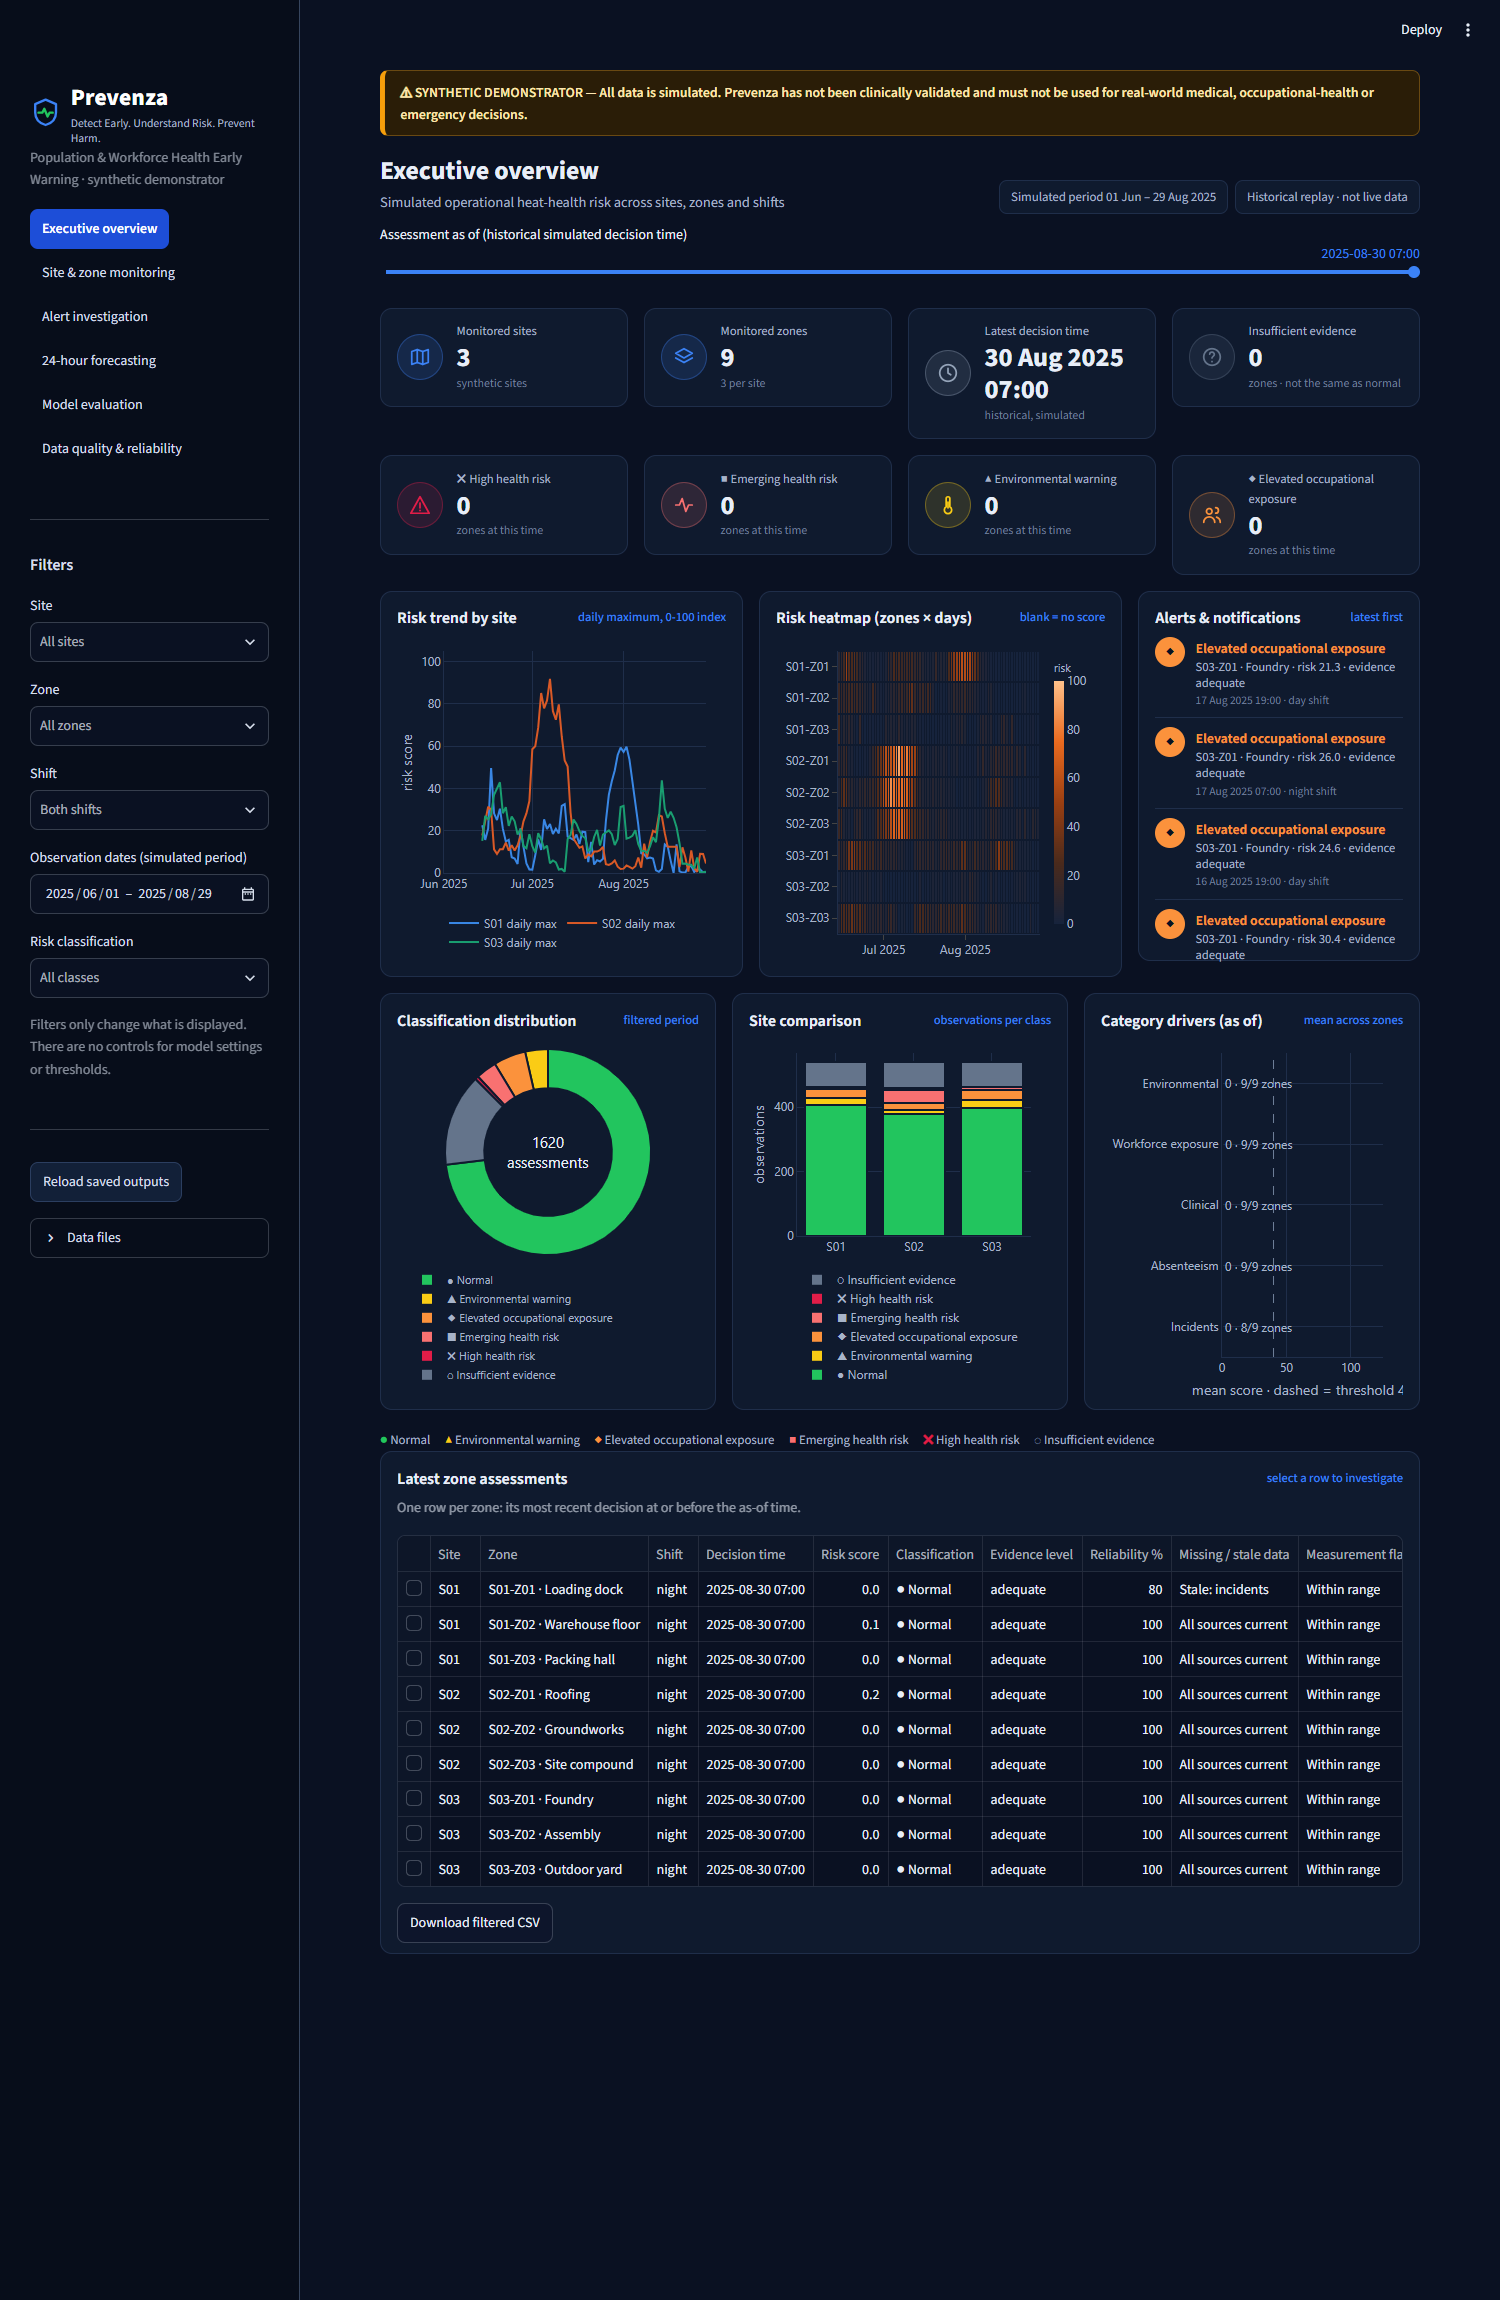 Deploy
Prevenza
Detect Early. Understand Risk. Prevent
Harm.
Population & Workforce Health Early
Warning · synthetic demonstrator
Executive overview
Site & zone monitoring
Alert investigation
24-hour forecasting
Model evaluation
Data quality & reliability
Filters
Site
All sites
Zone
All zones
Shift
Both shifts
Observation dates (simulated period)
2025/06/01 – 2025/08/29
Risk classification
All classes
Filters only change what is displayed.
There are no controls for model settings
or thresholds.
Reload saved outputs
Data files
⚠ SYNTHETIC DEMONSTRATOR — All data is simulated. Prevenza has not been clinically validated and must not be used for real-world medical, occupational-health or
emergency decisions.
Executive overview
Simulated operational heat-health risk across sites, zones and shifts
Simulated period 01 Jun – 29 Aug 2025
Historical replay · not live data
Assessment as of (historical simulated decision time)
2025-08-30 07:00
Monitored sites
3
synthetic sites
Monitored zones
9
3 per site
Latest decision time
30 Aug 2025
07:00
historical, simulated
Insufficient evidence
0
zones · not the same as normal
✕ High health risk
0
zones at this time
■ Emerging health risk
0
zones at this time
▲ Environmental warning
0
zones at this time
◆ Elevated occupational
exposure
0
zones at this time
Risk trend by site
daily maximum, 0-100 index
risk score
100
80
60
40
20
0
Jun 2025
Jul 2025
Aug 2025
S01 daily max
S02 daily max
S03 daily max
Risk heatmap (zones × days)
blank = no score
S01-Z01
S01-Z02
S01-Z03
S02-Z01
S02-Z02
S02-Z03
S03-Z01
S03-Z02
S03-Z03
Jul 2025
Aug 2025
risk
100
80
60
40
20
0
Alerts & notifications
latest first
Elevated occupational exposure
S03-Z01 · Foundry · risk 21.3 · evidence
adequate
17 Aug 2025 19:00 · day shift
Elevated occupational exposure
S03-Z01 · Foundry · risk 26.0 · evidence
adequate
17 Aug 2025 07:00 · night shift
Elevated occupational exposure
S03-Z01 · Foundry · risk 24.6 · evidence
adequate
16 Aug 2025 19:00 · day shift
Elevated occupational exposure
S03-Z01 · Foundry · risk 30.4 · evidence
adequate
Classification distribution
filtered period
1620
assessments
● Normal
▲ Environmental warning
◆ Elevated occupational exposure
■ Emerging health risk
✕ High health risk
○ Insufficient evidence
Site comparison
observations per class
observations
400
200
0
S01
S02
S03
○ Insufficient evidence
✕ High health risk
■ Emerging health risk
◆ Elevated occupational exposure
▲ Environmental warning
● Normal
Category drivers (as of)
mean across zones
Environmental 0 · 9/9 zones
Workforce exposure 0 · 9/9 zones
Clinical 0 · 9/9 zones
Absenteeism 0 · 9/9 zones
Incidents 0 · 8/9 zones
0
50
100
mean score · dashed = threshold 4
● Normal ▲ Environmental warning ◆ Elevated occupational exposure ■ Emerging health risk ✕ High health risk ○ Insufficient evidence
Latest zone assessments
select a row to investigate
One row per zone: its most recent decision at or before the as-of time.
Site Zone Shift Decision time Risk score Classification Evidence level Reliability % Missing / stale data Measurement fla
S01 S01-Z01 · Loading dock night 2025-08-30 07:00 0.0 ● Normal adequate 80 Stale: incidents Within range
S01 S01-Z02 · Warehouse floor night 2025-08-30 07:00 0.1 ● Normal adequate 100 All sources current Within range
S01 S01-Z03 · Packing hall night 2025-08-30 07:00 0.0 ● Normal adequate 100 All sources current Within range
S02 S02-Z01 · Roofing night 2025-08-30 07:00 0.2 ● Normal adequate 100 All sources current Within range
S02 S02-Z02 · Groundworks night 2025-08-30 07:00 0.0 ● Normal adequate 100 All sources current Within range
S02 S02-Z03 · Site compound night 2025-08-30 07:00 0.0 ● Normal adequate 100 All sources current Within range
S03 S03-Z01 · Foundry night 2025-08-30 07:00 0.0 ● Normal adequate 100 All sources current Within range
S03 S03-Z02 · Assembly night 2025-08-30 07:00 0.0 ● Normal adequate 100 All sources current Within range
S03 S03-Z03 · Outdoor yard night 2025-08-30 07:00 0.0 ● Normal adequate 100 All sources current Within range
Download filtered CSV